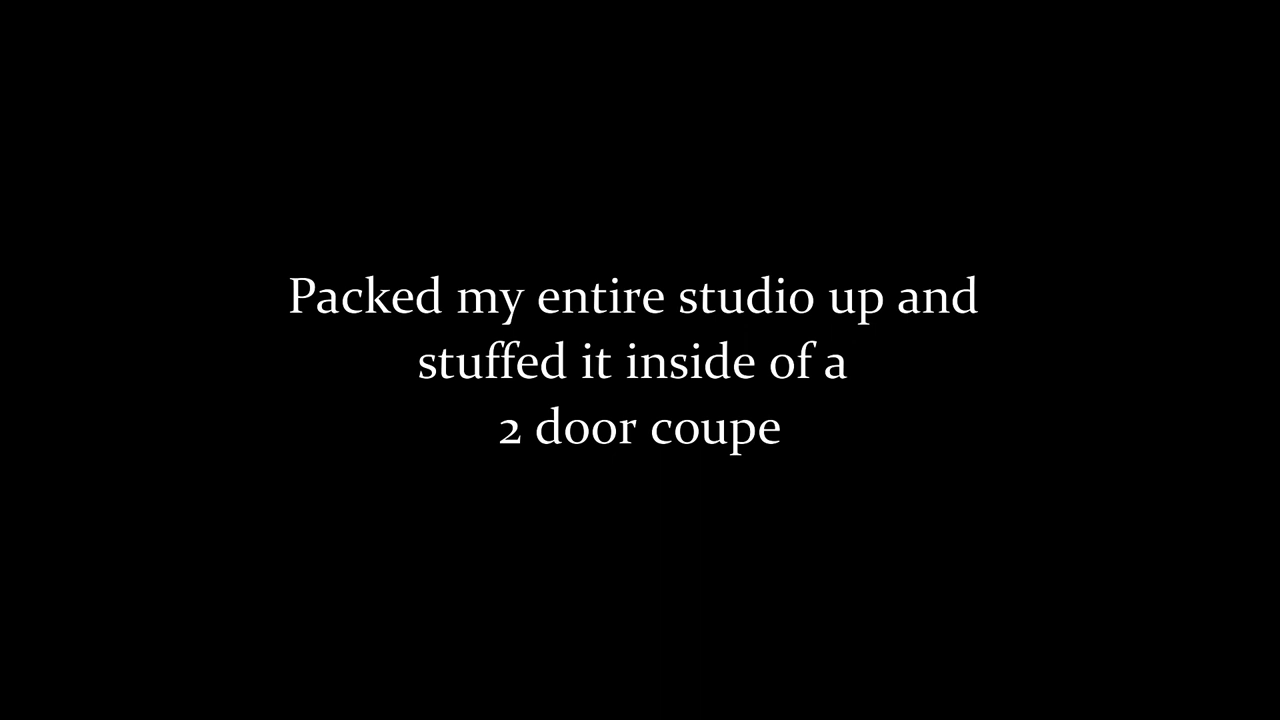 Packed my entire studio up and
stuffed it inside of a
2 door coupe